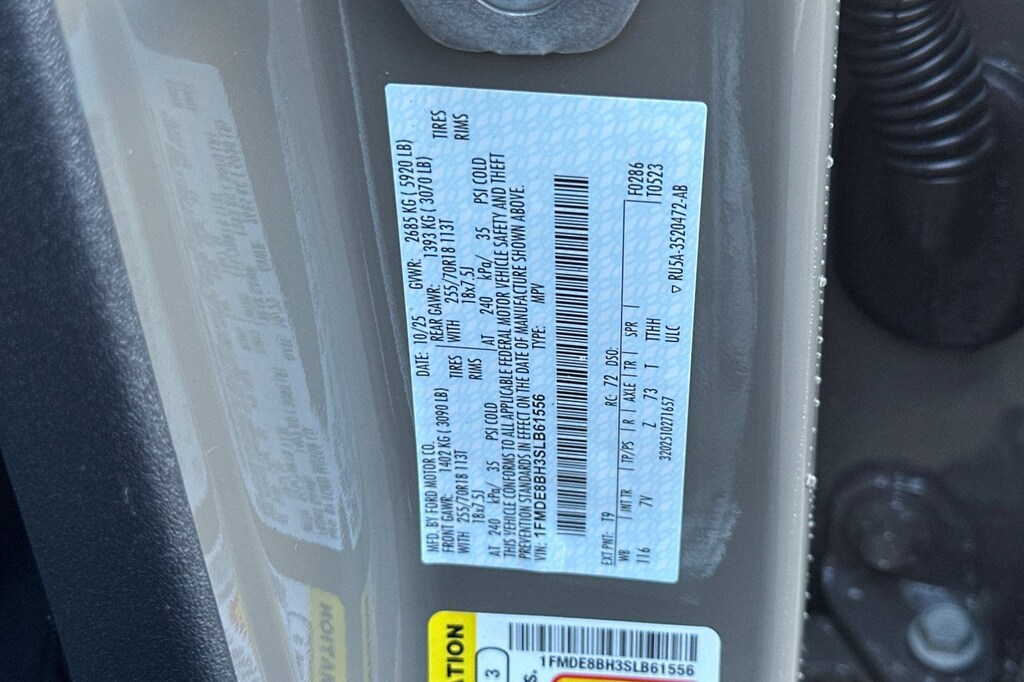 MFD. BY FORD MOTOR CO. DATE: 10/25 GWR: 2685 KG ( 5920 LB)
FRONT GAWR: 1402 KG ( 3090 LB) REAR GAWR: 1393 KG ( 3070 LB)
WITH 255/70R18 113T TIRES WITH 255/70R18 113T TIRES
18x7.5J RIMS 18x7.5J RIMS
AT 240 kPa/ 35 PSI COLD AT 240 kPa/ 35 PSI COLD
THIS VEHICLE CONFORMS TO ALL APPLICABLE FEDERAL MOTOR VEHICLE SAFETY AND THEFT
PREVENTION STANDARDS IN EFFECT ON THE DATE OF MANUFACTURE SHOWN ABOVE.
VIN: 1FMDE8BH3SLB61556 TYPE: MPV
EXT PNT: T9 RC: 72 DSO: F0286
WB INT TR TP/PS R AXLE TR SPR T0523
116 7V Z 73 T TTHH
320251027 1657 ULC
▽ RU5A-3520472-AB
ATION
3
S.
1FMDE8BH3SLB61556